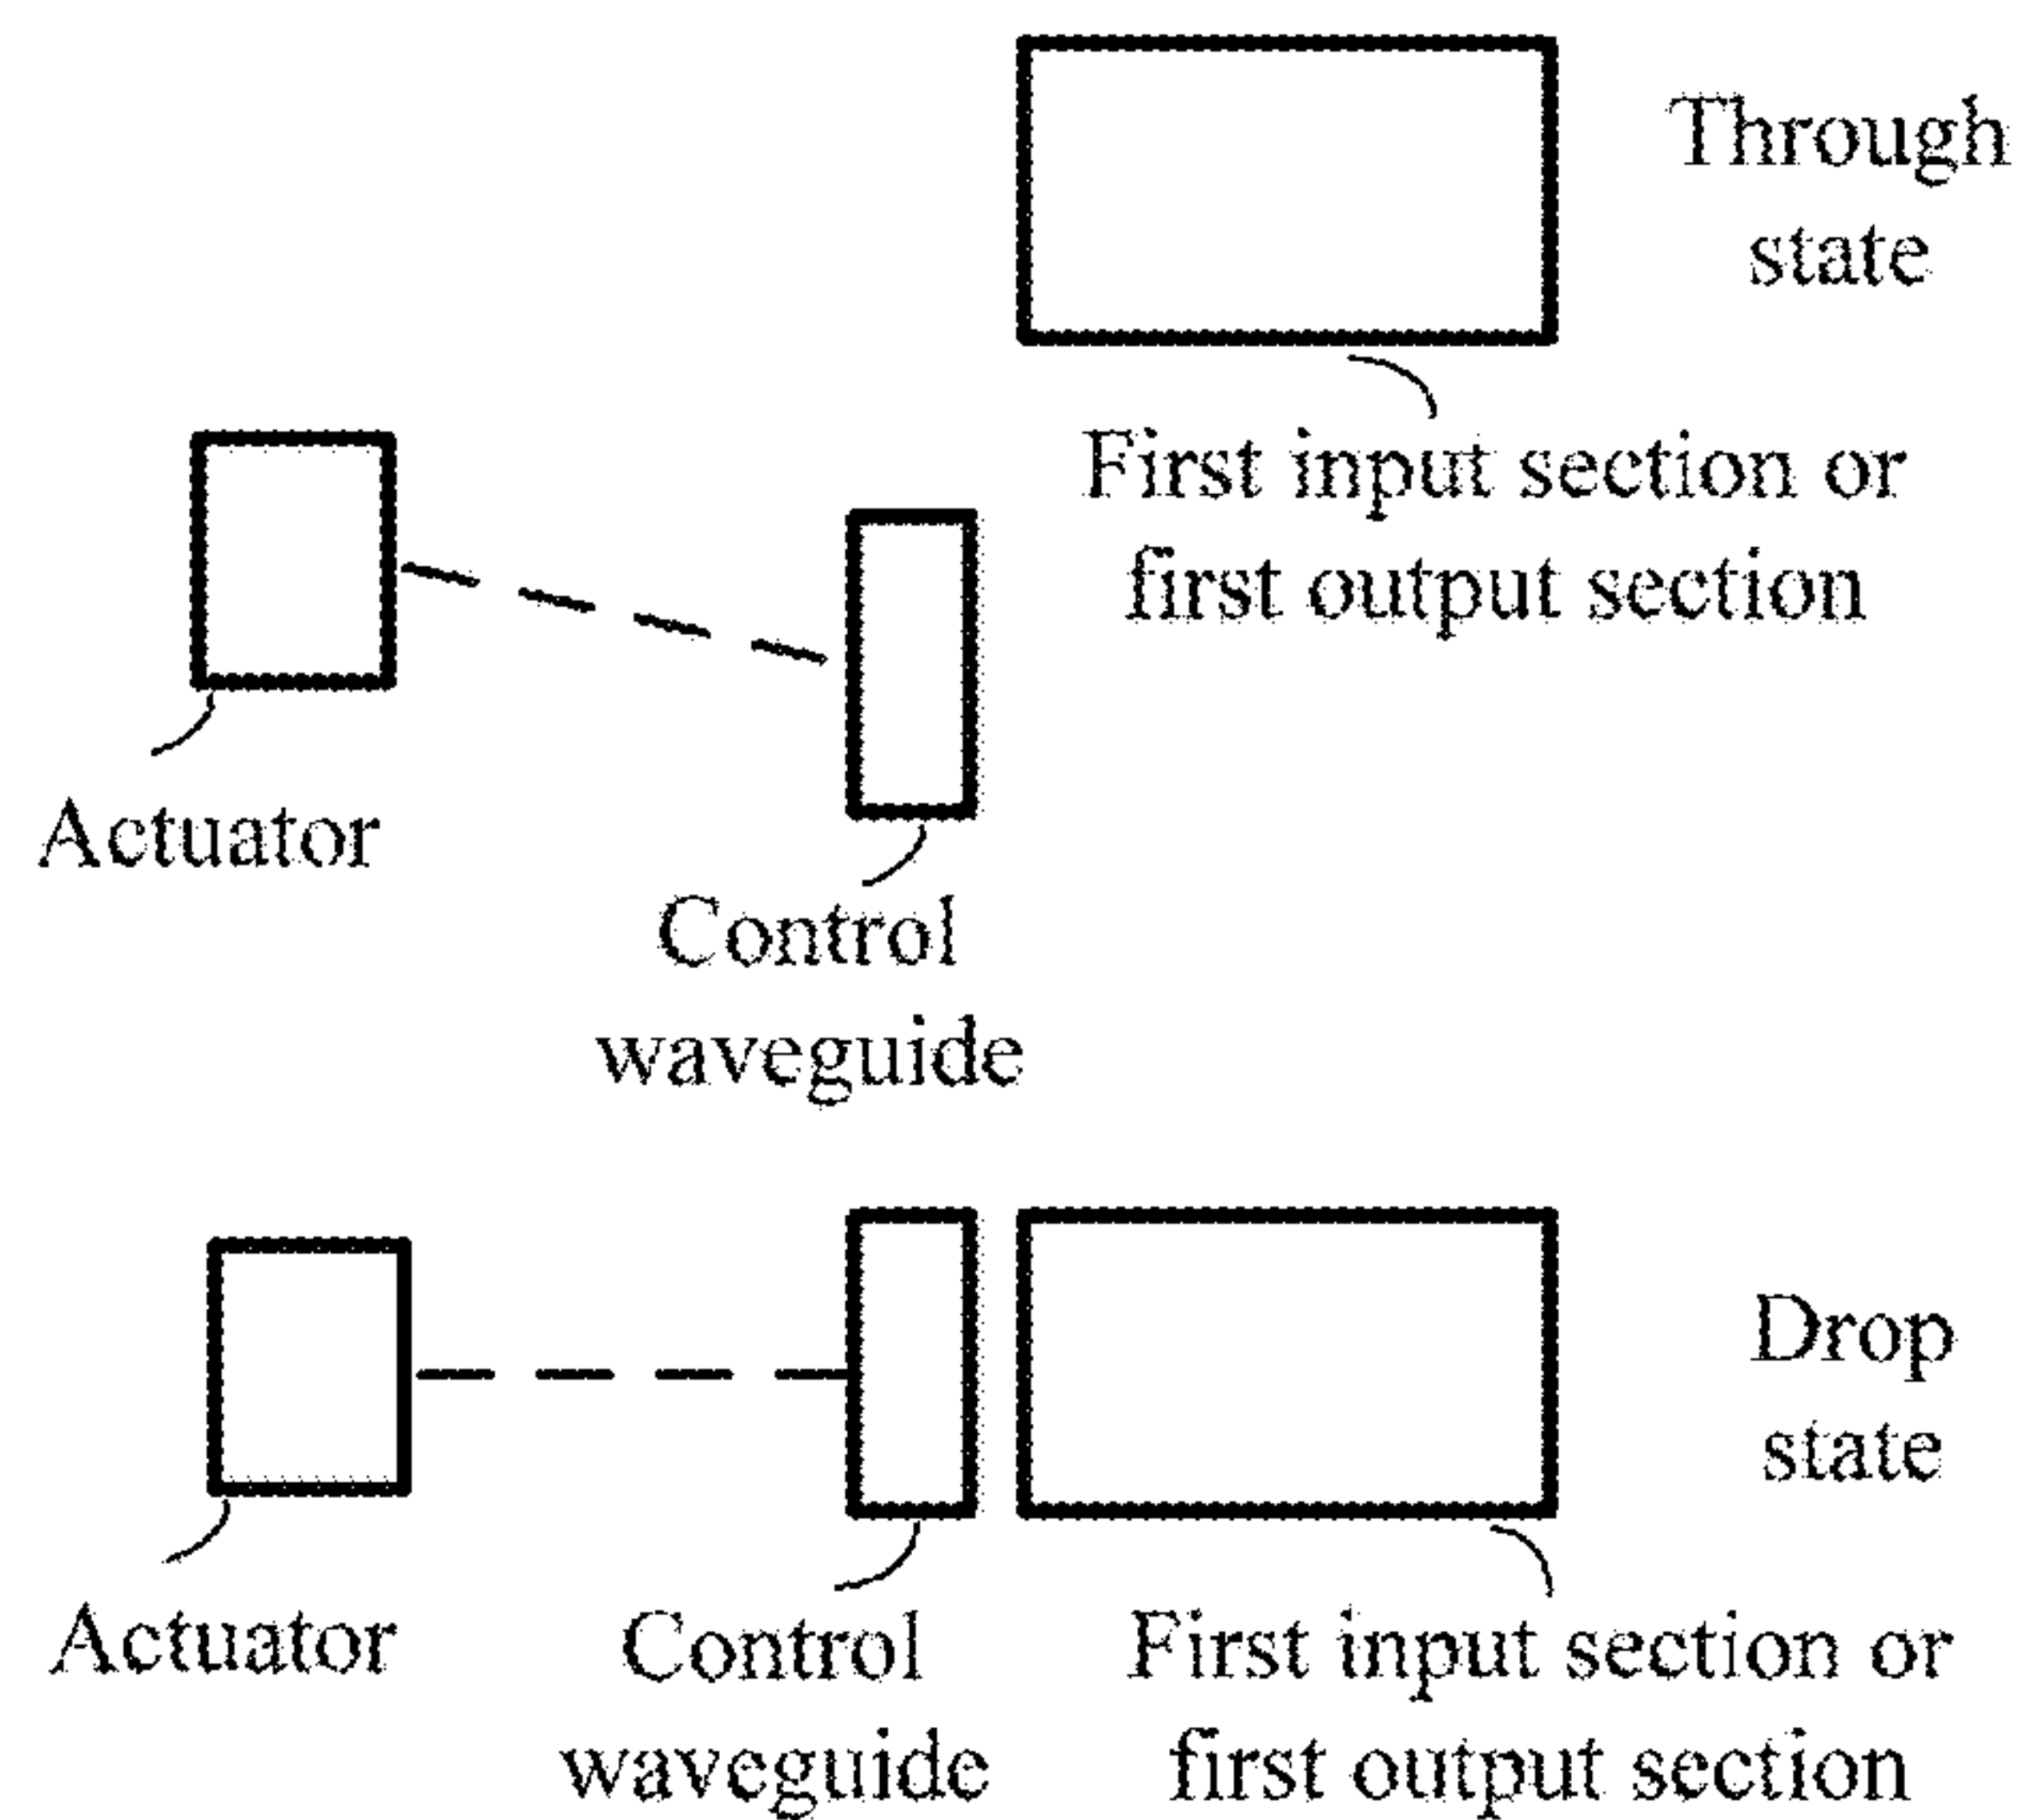 Through
state
First input section or
first output section
Actuator
Control
waveguide
Drop
state
Actuator
Control
waveguide
First input section or
first output section